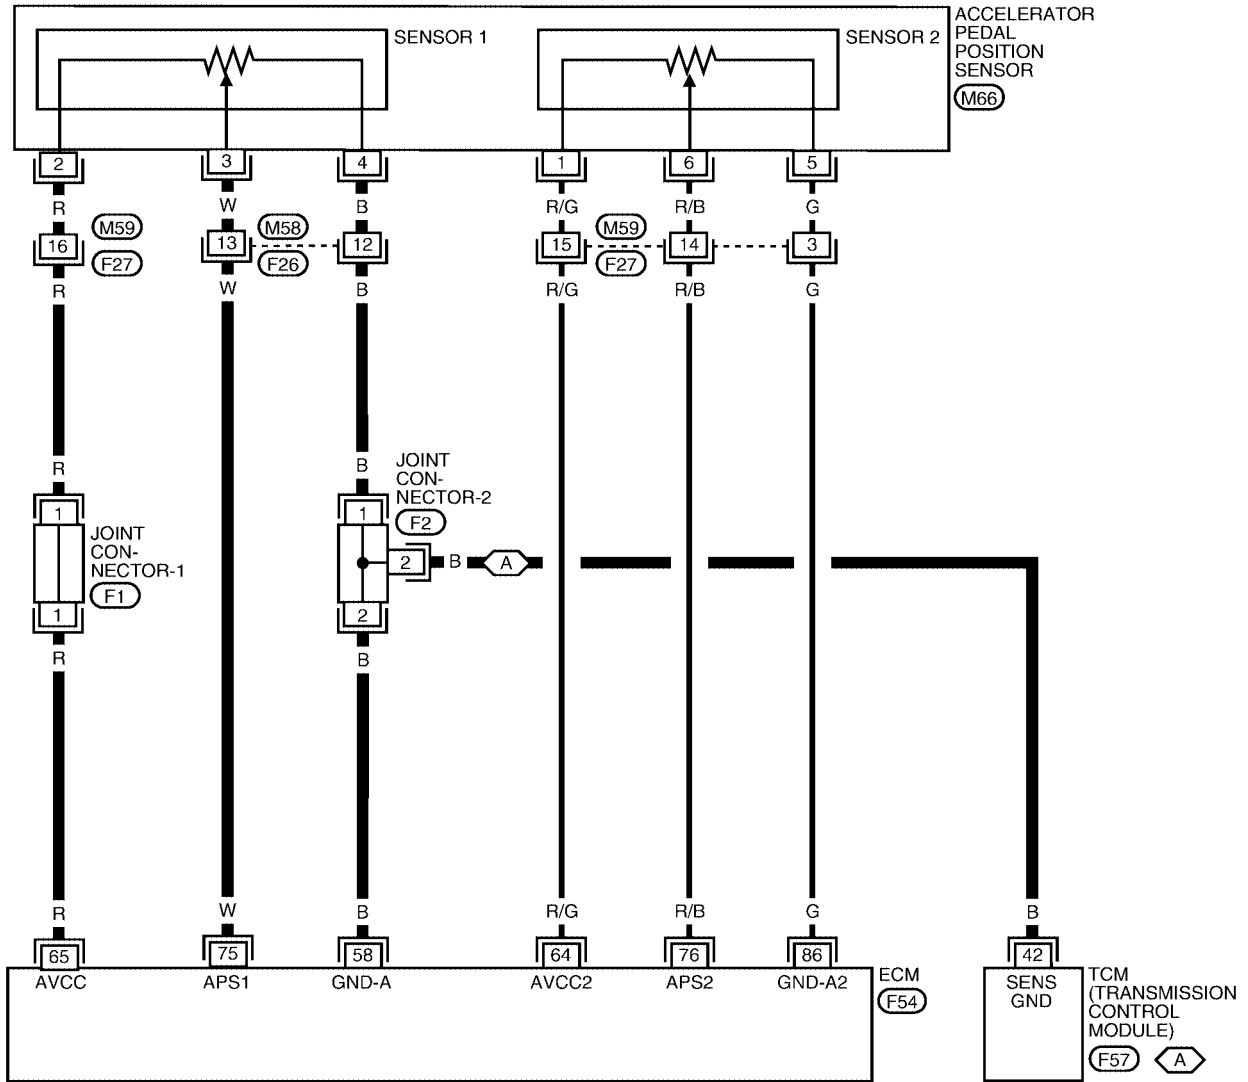 ACCELERATOR
PEDAL
POSITION
SENSOR
M66
SENSOR 1
SENSOR 2
2
3
4
1
6
5
R
W
B
R/G
R/B
G
M59
M58
M59
16
13
12
15
14
3
F27
F26
F27
R
W
B
R/G
R/B
G
R
B
JOINT
CON-
NECTOR-2
F2
1
1
JOINT
CON-
NECTOR-1
F1
2
B
A
1
2
R
B
R
W
B
R/G
R/B
G
B
65
75
58
64
76
86
42
AVCC
APS1
GND-A
AVCC2
APS2
GND-A2
ECM
F54
SENS
GND
TCM
(TRANSMISSION
CONTROL
MODULE)
F57
A